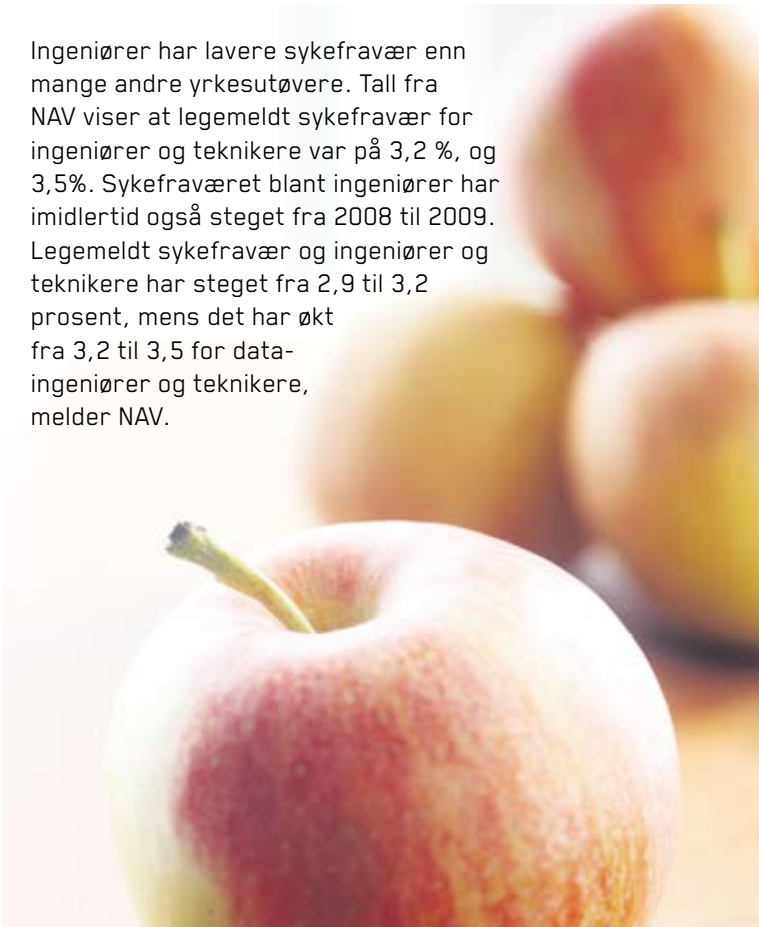 Ingeniører har lavere sykefravær enn
mange andre yrkesutøvere. Tall fra
NAV viser at legemeldt sykefravær for
ingeniører og teknikere var på 3,2 %, og
3,5%. Sykefraværet blant ingeniører har
imidlertid også steget fra 2008 til 2009.
Legemeldt sykefravær og ingeniører og
teknikere har steget fra 2,9 til 3,2
prosent, mens det har økt
fra 3,2 til 3,5 for data-
ingeniører og teknikere,
melder NAV.